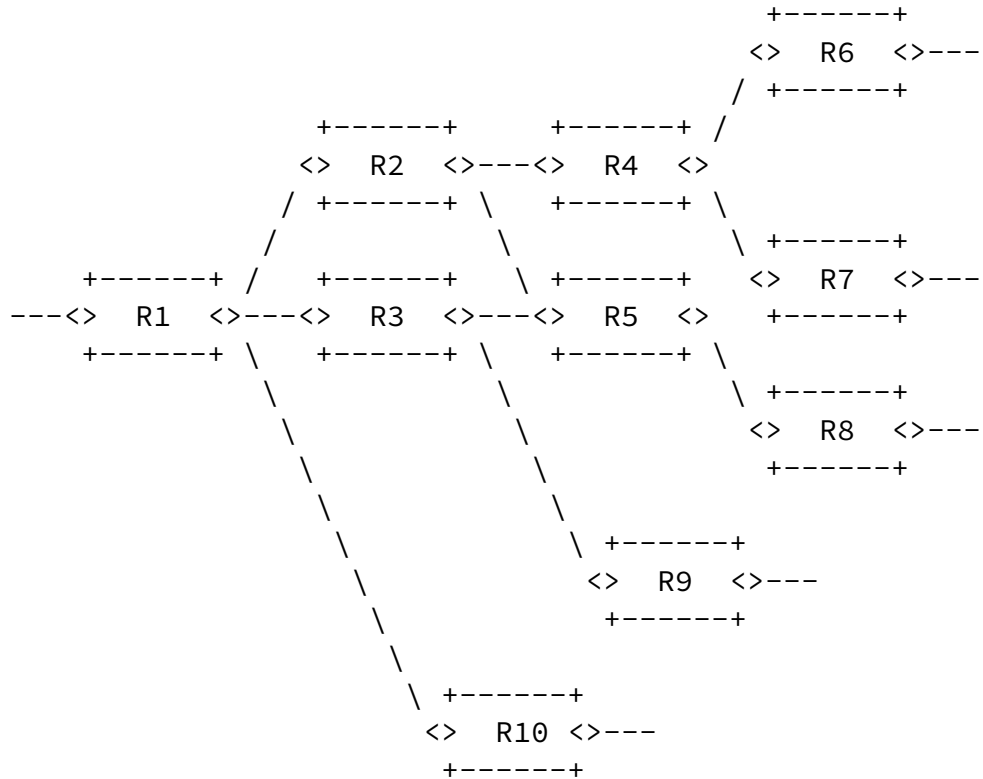 +------+
                                         <>  R6  <>---
                                        / +------+
                 +------+     +------+ /
                <>  R2  <>---<>  R4  <>
               / +------+ \   +------+ \
              /            \            \ +------+
    +------+ /   +------+   \ +------+   <>  R7  <>---
---<>  R1  <>---<>  R3  <>---<>  R5  <>   +------+
    +------+ \   +------+ \   +------+ \
              \            \            \ +------+
               \            \            <>  R8  <>---
                \            \            +------+
                 \            \
                  \            \ +------+
                   \            <>  R9  <>---
                    \            +------+
                     \
                      \ +------+
                       <>  R10 <>---
                        +------+